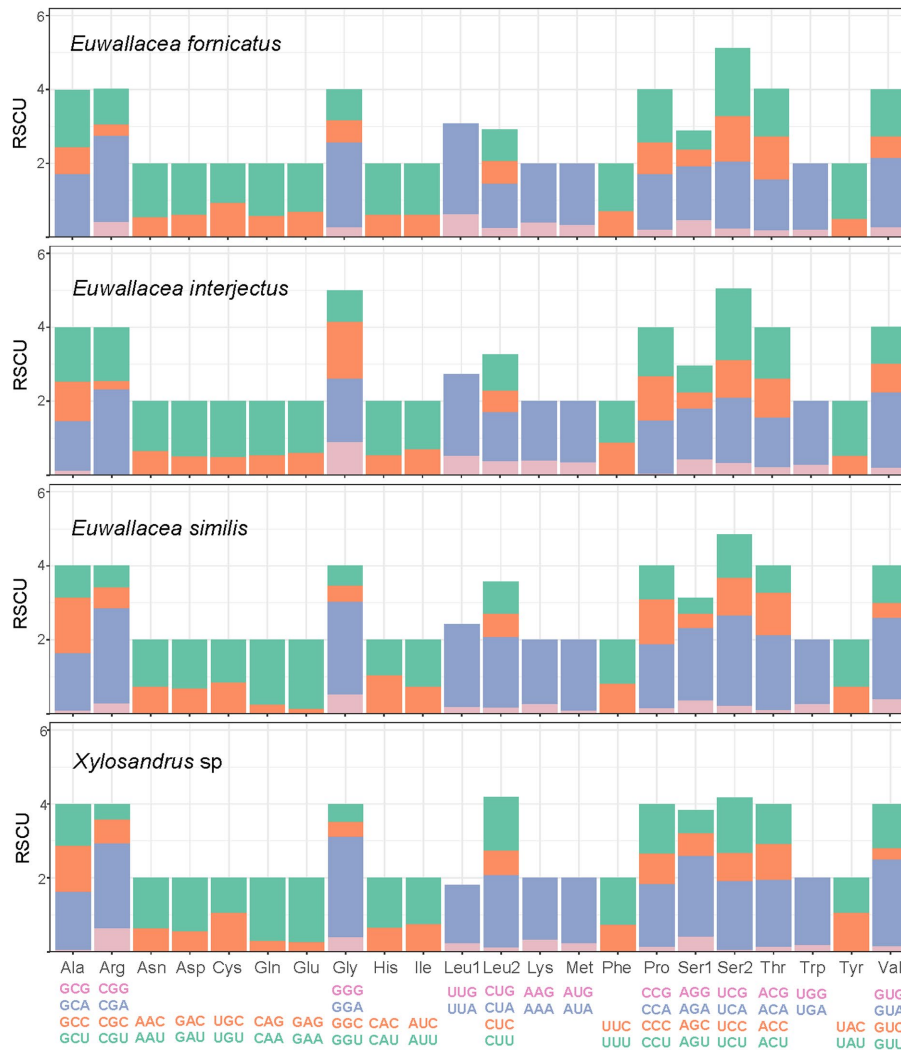 6
Euwallacea fornicatus
4
RSCU
2
6
Euwallacea interjectus
4
RSCU
2
6
Euwallacea similis
4
RSCU
2
6
Xylosandrus sp
4
RSCU
2
Ala Arg Asn Asp Cys Gln Glu Gly His Ile Leu1 Leu2 Lys Met Phe Pro Ser1 Ser2 Thr Trp Tyr Val
GCG CGG GGG UUG CUG AAG AUG CCG AGG UCG ACG UGG GUG
GCA CGA GGA UUA CUA AAA AUA CCA AGA UCA ACA UGA GUA
GCC CGC AAC GAC UGC CAG GAG GGC CAC AUC CUC UUC CCC AGC UCC ACC UAC GUC
GCU CGU AAU GAU UGU CAA GAA GGU CAU AUU CUU UUU CCU AGU UCU ACU UAU GUU